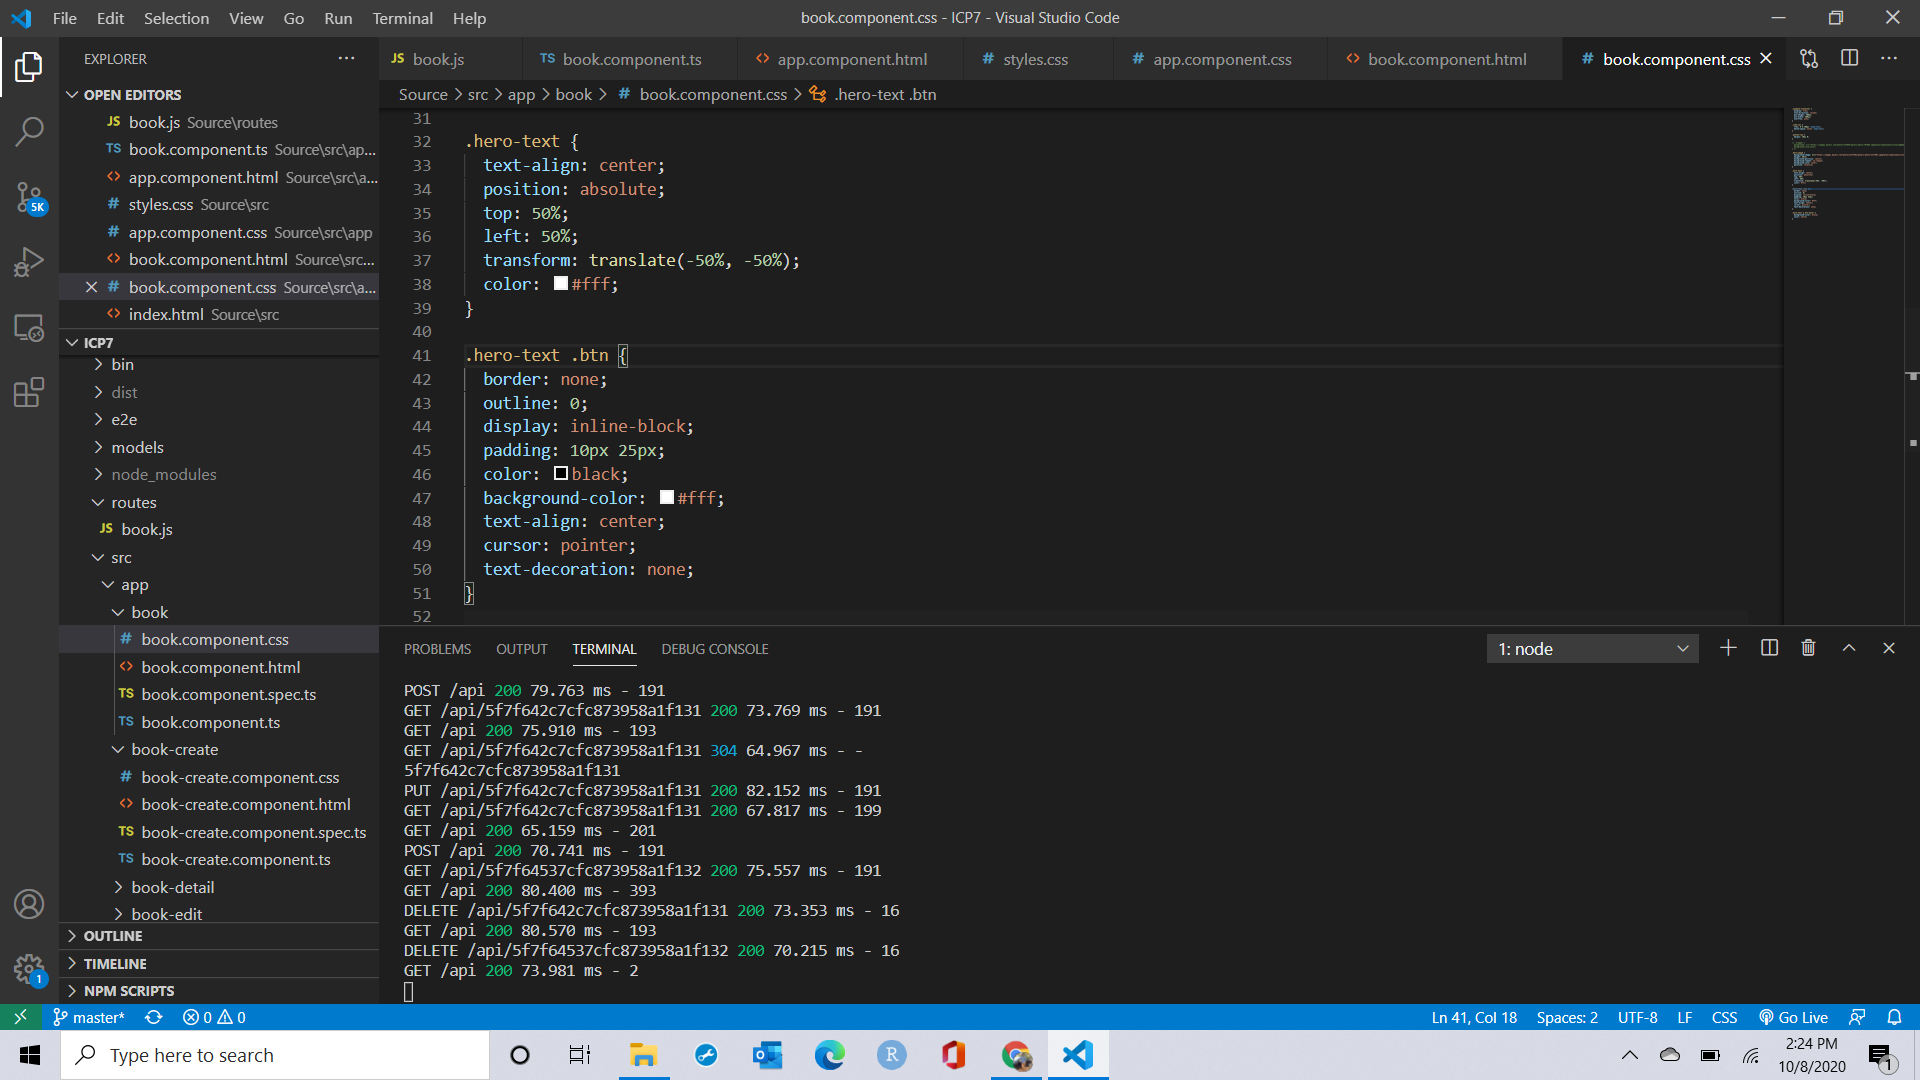 File Edit Selection View Go Run Terminal Help
book.component.css - ICP7 - Visual Studio Code
EXPLORER
JS book.js
TS book.component.ts
<> app.component.html
# styles.css
# app.component.css
<> book.component.html
# book.component.css
Source > src > app > book > # book.component.css > .hero-text .btn
OPEN EDITORS
JS book.js Source\routes
TS book.component.ts Source\src\ap...
<> app.component.html Source\src\a...
# styles.css Source\src
# app.component.css Source\src\app
<> book.component.html Source\src...
# book.component.css Source\src\a...
<> index.html Source\src
5K
ICP7
bin
dist
e2e
models
node_modules
routes
JS book.js
src
app
book
# book.component.css
<> book.component.html
TS book.component.spec.ts
TS book.component.ts
book-create
# book-create.component.css
<> book-create.component.html
TS book-create.component.spec.ts
TS book-create.component.ts
book-detail
book-edit
OUTLINE
TIMELINE
NPM SCRIPTS
1
31
32 .hero-text {
33 text-align: center;
34 position: absolute;
35 top: 50%;
36 left: 50%;
37 transform: translate(-50%, -50%);
38 color: #fff;
39 }
40
41 .hero-text .btn {
42 border: none;
43 outline: 0;
44 display: inline-block;
45 padding: 10px 25px;
46 color: black;
47 background-color: #fff;
48 text-align: center;
49 cursor: pointer;
50 text-decoration: none;
51 }
52
PROBLEMS OUTPUT TERMINAL DEBUG CONSOLE
1: node
POST /api 200 79.763 ms - 191
GET /api/5f7f642c7cfc873958a1f131 200 73.769 ms - 191
GET /api 200 75.910 ms - 193
GET /api/5f7f642c7cfc873958a1f131 304 64.967 ms - -
5f7f642c7cfc873958a1f131
PUT /api/5f7f642c7cfc873958a1f131 200 82.152 ms - 191
GET /api/5f7f642c7cfc873958a1f131 200 67.817 ms - 199
GET /api 200 65.159 ms - 201
POST /api 200 70.741 ms - 191
GET /api/5f7f64537cfc873958a1f132 200 75.557 ms - 191
GET /api 200 80.400 ms - 393
DELETE /api/5f7f642c7cfc873958a1f131 200 73.353 ms - 16
GET /api 200 80.570 ms - 193
DELETE /api/5f7f64537cfc873958a1f132 200 70.215 ms - 16
GET /api 200 73.981 ms - 2
master* 0 0
Ln 41, Col 18 Spaces: 2 UTF-8 LF CSS Go Live
Type here to search
R
2:24 PM
10/8/2020
1